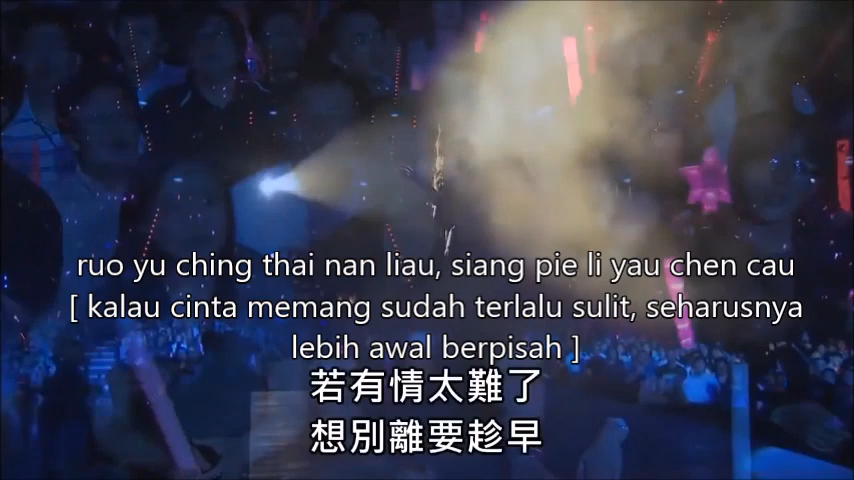 ruo yu ching thai nan liau, siang pie li yau chen cau
[ kalau cinta memang sudah terlalu sulit, seharusnya
lebih awal berpisah ]
若有情太難了
想別離要趁早